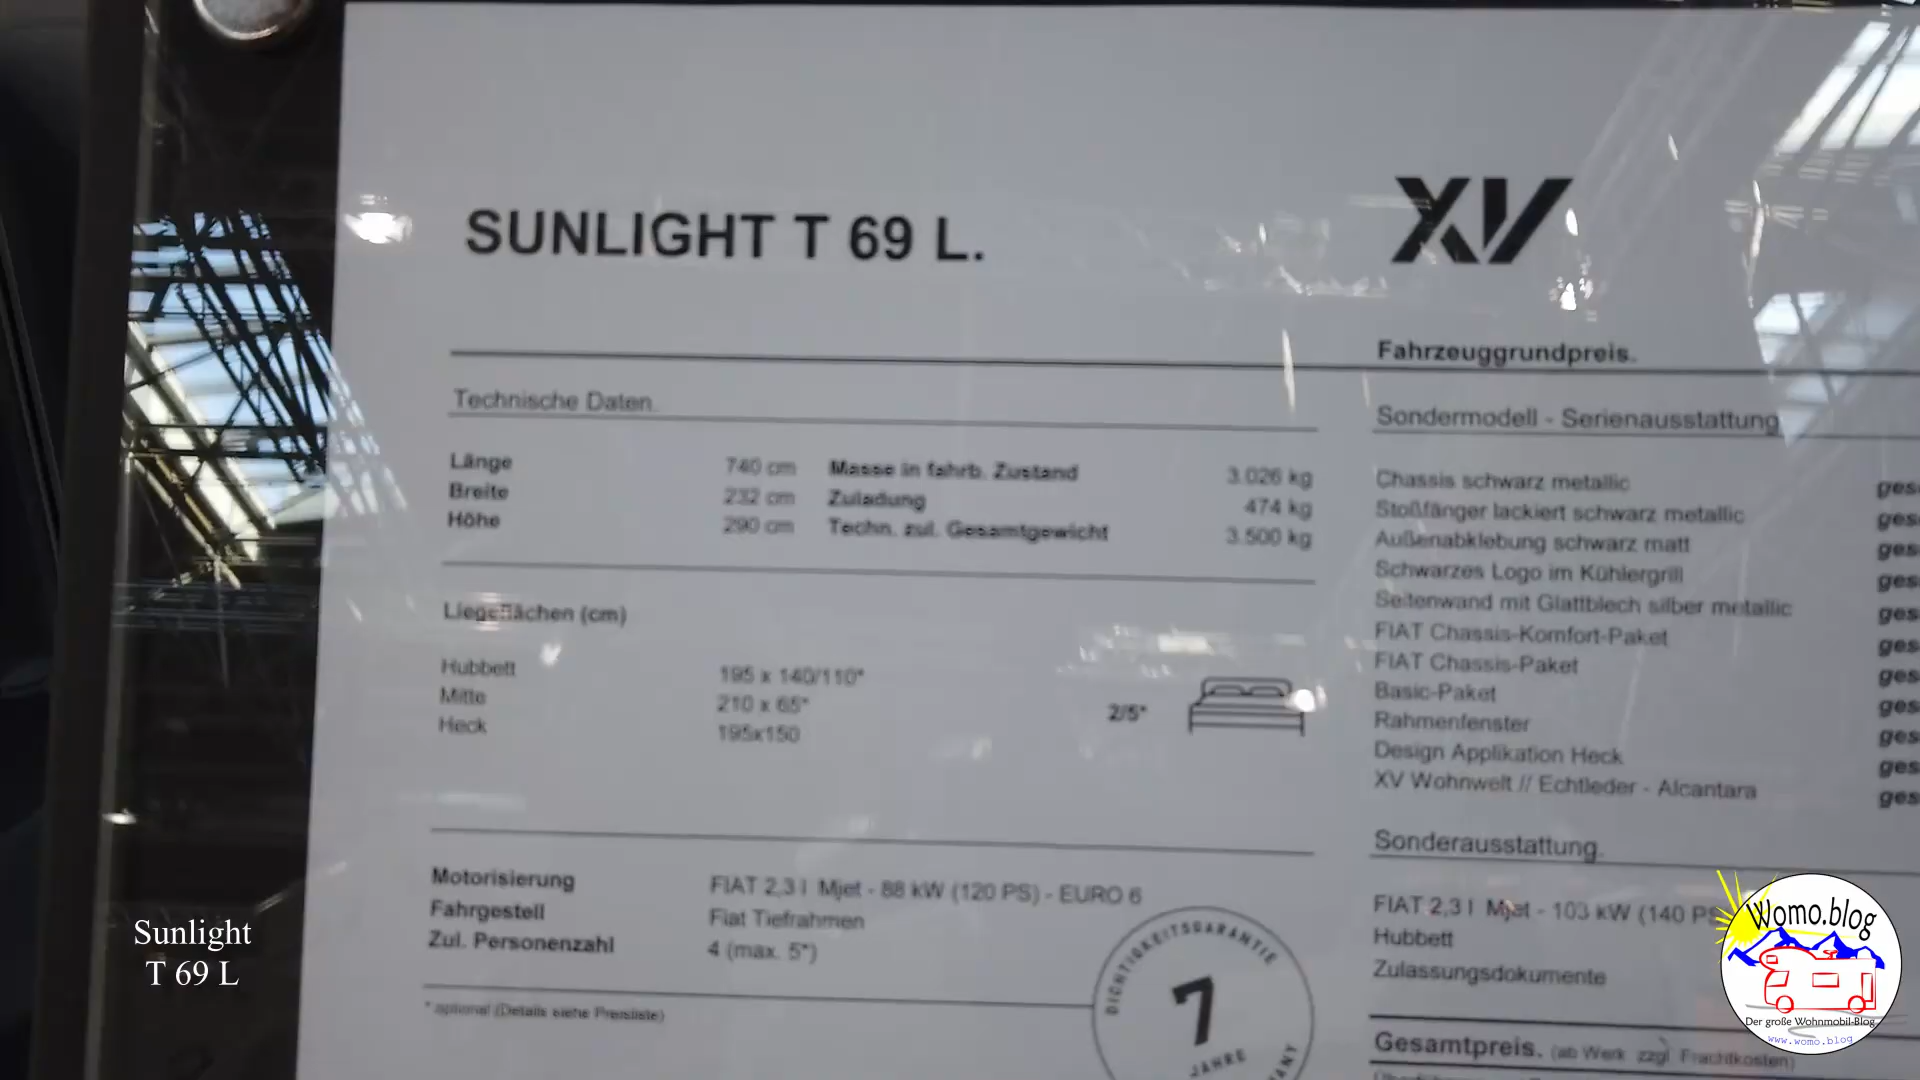 SUNLIGHT T 69 L.
XV
Technische Daten.
Länge 740 cm Masse in fahrb. Zustand 3.026 kg
Breite 232 cm Zuladung 474 kg
Höhe 290 cm Techn. zul. Gesamtgewicht 3.500 kg
Liegeflächen (cm)
Hubbett 195 x 140/110*
Mitte 210 x 65*
Heck 195x150
2/5*
Motorisierung FIAT 2,3 l Mjet - 88 kW (120 PS) - EURO 6
Fahrgestell Fiat Tiefrahmen
Zul. Personenzahl 4 (max. 5*)
* optional (Details siehe Preisliste)
DICHTIGKEITSGARANTIE
7
JAHRE
Fahrzeuggrundpreis.
Sondermodell - Serienausstattung
Chassis schwarz metallic
Stoßfänger lackiert schwarz metallic
Außenabklebung schwarz matt
Schwarzes Logo im Kühlergrill
Seitenwand mit Glattblech silber metallic
FIAT Chassis-Komfort-Paket
FIAT Chassis-Paket
Basic-Paket
Rahmenfenster
Design Applikation Heck
XV Wohnwelt // Echtleder - Alcantara
Sonderausstattung.
FIAT 2,3 l Mjet - 103 kW (140 PS
Hubbett
Zulassungsdokumente
Gesamtpreis. (ab Werk zzgl. Frachtkosten)
Sunlight
T 69 L
Womo.blog
Der große Wohnmobil-Blog
www.womo.blog